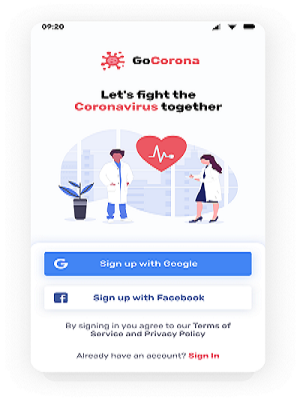 09:20
GoCorona
Let's fight the
Coronavirus together
Sign up with Google
Sign up with Facebook
By signing in you agree to our Terms of
Service and Privacy Policy
Already have an account? Sign In